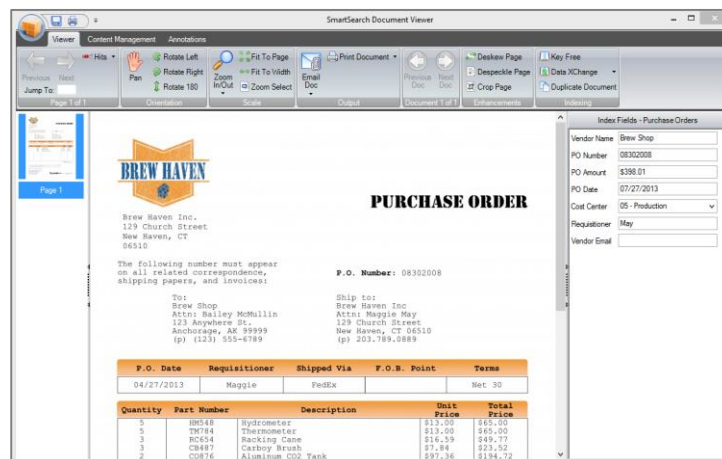 SmartSearch Document Viewer
Viewer Content Management Annotations
Previous Next
Jump To:
Hits
Page 1 of 1
Pan
Rotate Left
Rotate Right
Rotate 180
Orientation
Zoom In/Out
Fit To Page
Fit To Width
Zoom Select
Scale
Email Doc
Print Document
Output
Previous Doc
Next Doc
Document 1 of 1
Deskew Page
Despeckle Page
Crop Page
Enhancements
Key Free
Data XChange
Duplicate Document
Indexing
Page 1
BREW HAVEN
PURCHASE ORDER
Brew Haven Inc.
129 Church Street
New Haven, CT
06510
The following number must appear
on all related correspondence,
shipping papers, and invoices:
P.O. Number: 08302008
To:
Brew Shop
Attn: Bailey McMullin
123 Anywhere St.
Anchorage, AK 99999
(p) (123) 555-6789
Ship to:
Brew Haven Inc
Attn: Maggie May
129 Church Street
New Haven, CT 06510
(p) 203.789.0889
P.O. Date Requisitioner Shipped Via F.O.B. Point Terms
04/27/2013 Maggie FedEx Net 30
Quantity Part Number Description Unit Price Total Price
5 HM548 Hydrometer $13.00 $65.00
5 TM784 Thermometer $13.00 $65.00
3 RC654 Racking Cane $16.59 $49.77
3 CB487 Carboy Brush $7.84 $23.52
2 CO876 Aluminum CO2 Tank $97.36 $194.72
Index Fields - Purchase Orders
Vendor Name Brew Shop
PO Number 08302008
PO Amount $398.01
PO Date 07/27/2013
Cost Center 05 - Production
Requisitioner May
Vendor Email